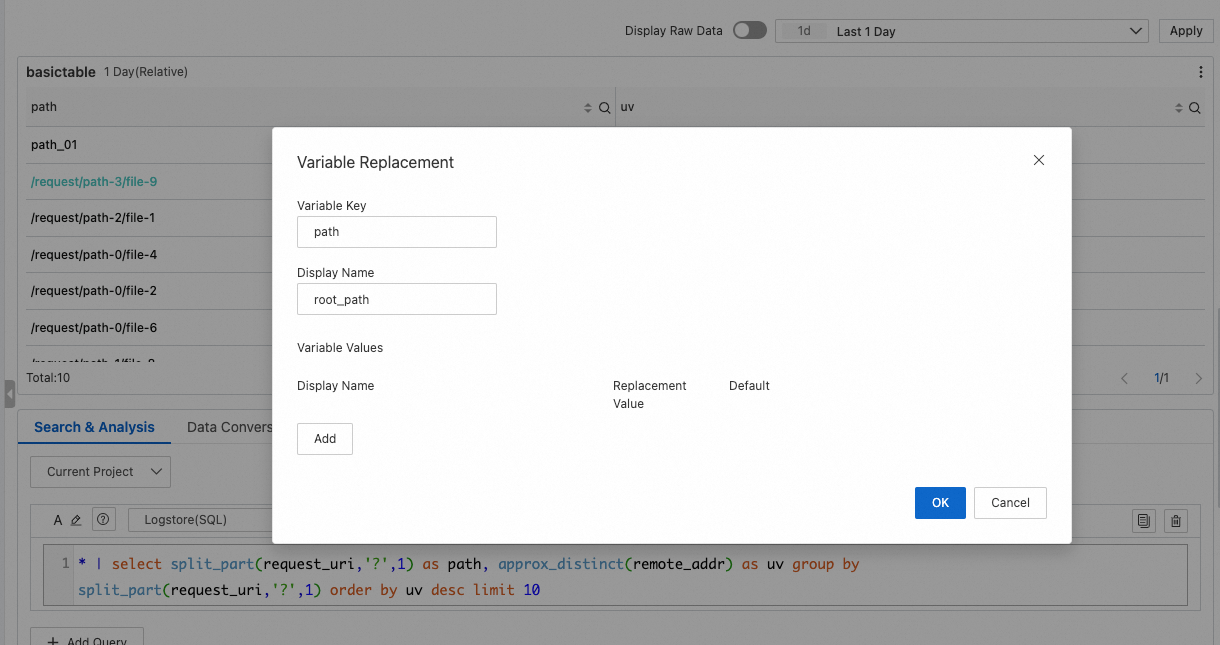 Display Raw Data 1d Last 1 Day Apply
basictable 1 Day(Relative)
path uv
path_01
/request/path-3/file-9
/request/path-2/file-1
/request/path-0/file-4
/request/path-0/file-2
/request/path-0/file-6
Total:10 1/1
Variable Replacement
Variable Key
path
Display Name
root_path
Variable Values
Display Name Replacement Value Default
Add
OK Cancel
Search & Analysis Data Convers
Current Project
A Logstore(SQL)
1 * | select split_part(request_uri,'?',1) as path, approx_distinct(remote_addr) as uv group by
split_part(request_uri,'?',1) order by uv desc limit 10
+ Add Query